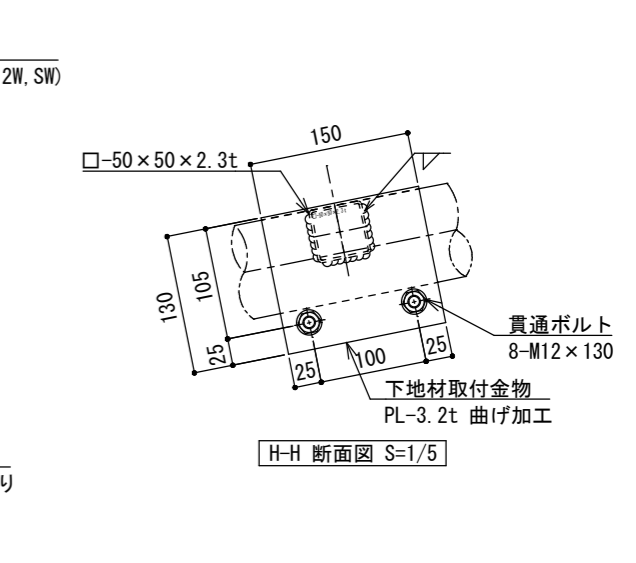 2W,SW)
150
□-50×50×2.3t
105
130
25
25
100
25
貫通ボルト
8-M12×130
下地材取付金物
PL-3.2t 曲げ加工
H-H 断面図 S=1/5
り